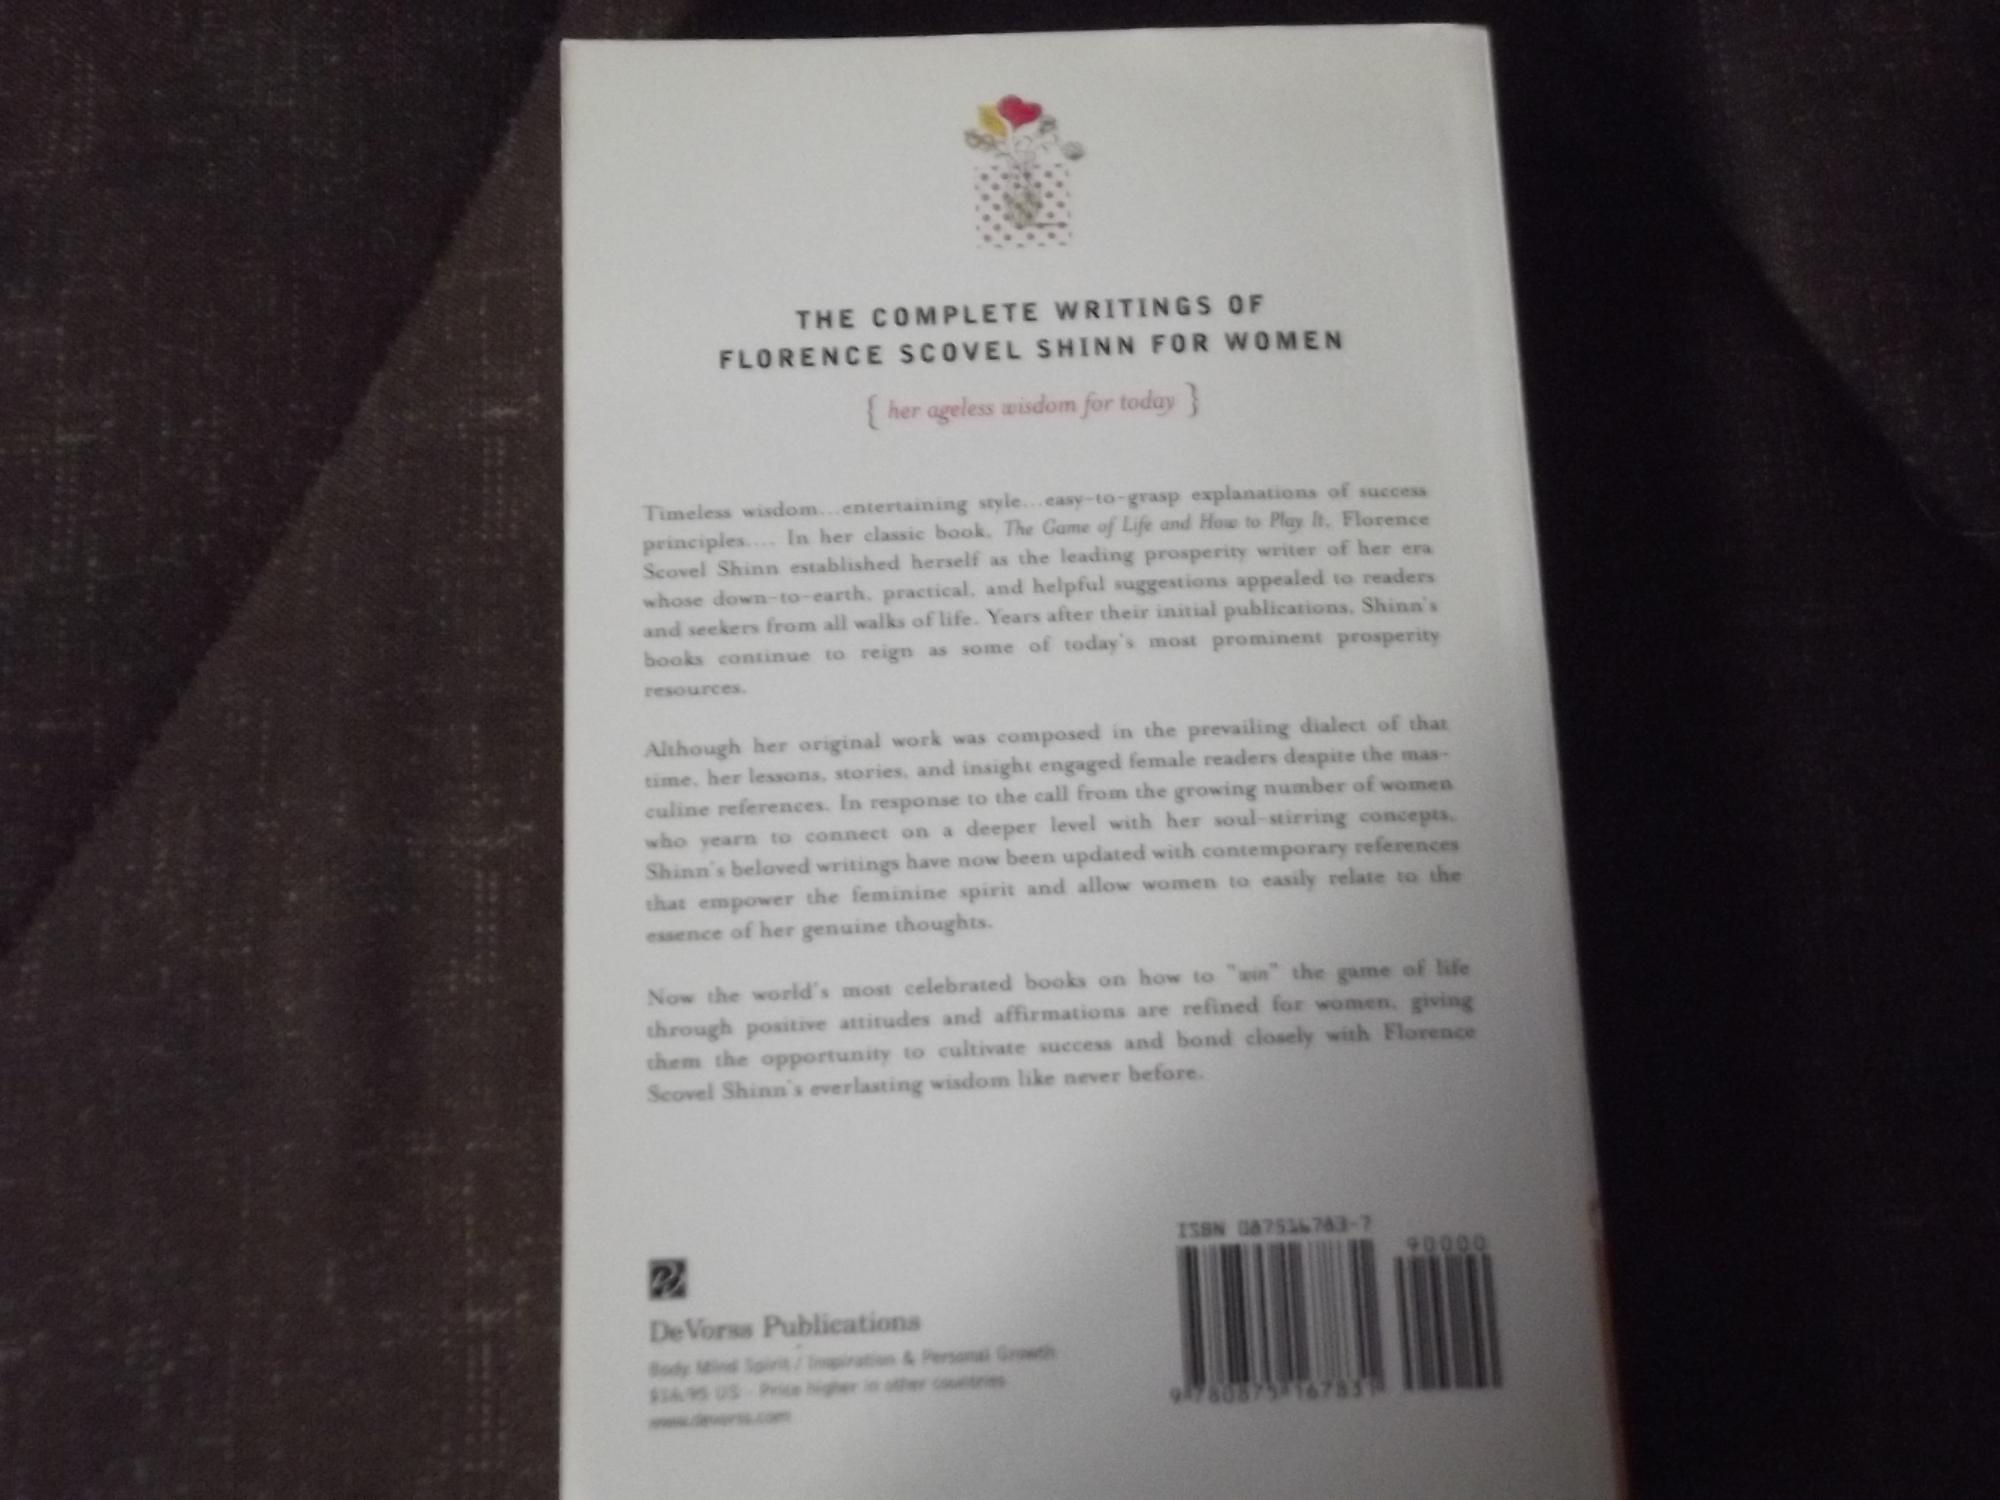 THE COMPLETE WRITINGS OF
FLORENCE SCOVEL SHINN FOR WOMEN
{ her ageless wisdom for today }
Timeless wisdom...entertaining style...easy-to-grasp explanations of success
principles.... In her classic book, The Game of Life and How to Play It, Florence
Scovel Shinn established herself as the leading prosperity writer of her era
whose down-to-earth, practical, and helpful suggestions appealed to readers
and seekers from all walks of life. Years after their initial publications, Shinn's
books continue to reign as some of today's most prominent prosperity
resources.
Although her original work was composed in the prevailing dialect of that
time, her lessons, stories, and insight engaged female readers despite the mas-
culine references. In response to the call from the growing number of women
who yearn to connect on a deeper level with her soul-stirring concepts,
Shinn's beloved writings have now been updated with contemporary references
that empower the feminine spirit and allow women to easily relate to the
essence of her genuine thoughts.
Now the world's most celebrated books on how to "win" the game of life
through positive attitudes and affirmations are refined for women, giving
them the opportunity to cultivate success and bond closely with Florence
Scovel Shinn's everlasting wisdom like never before.
ISBN 087516783-7
90000
9 780875 167831
DeVorss Publications
Body Mind Spirit / Inspiration & Personal Growth
$16.95 US - Price higher in other countries
www.devorss.com